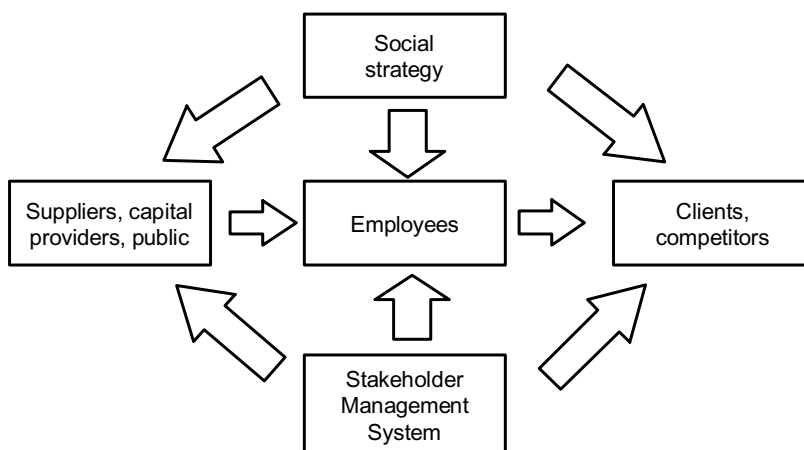 Social
strategy
Suppliers, capital
providers, public
Employees
Clients,
competitors
Stakeholder
Management
System